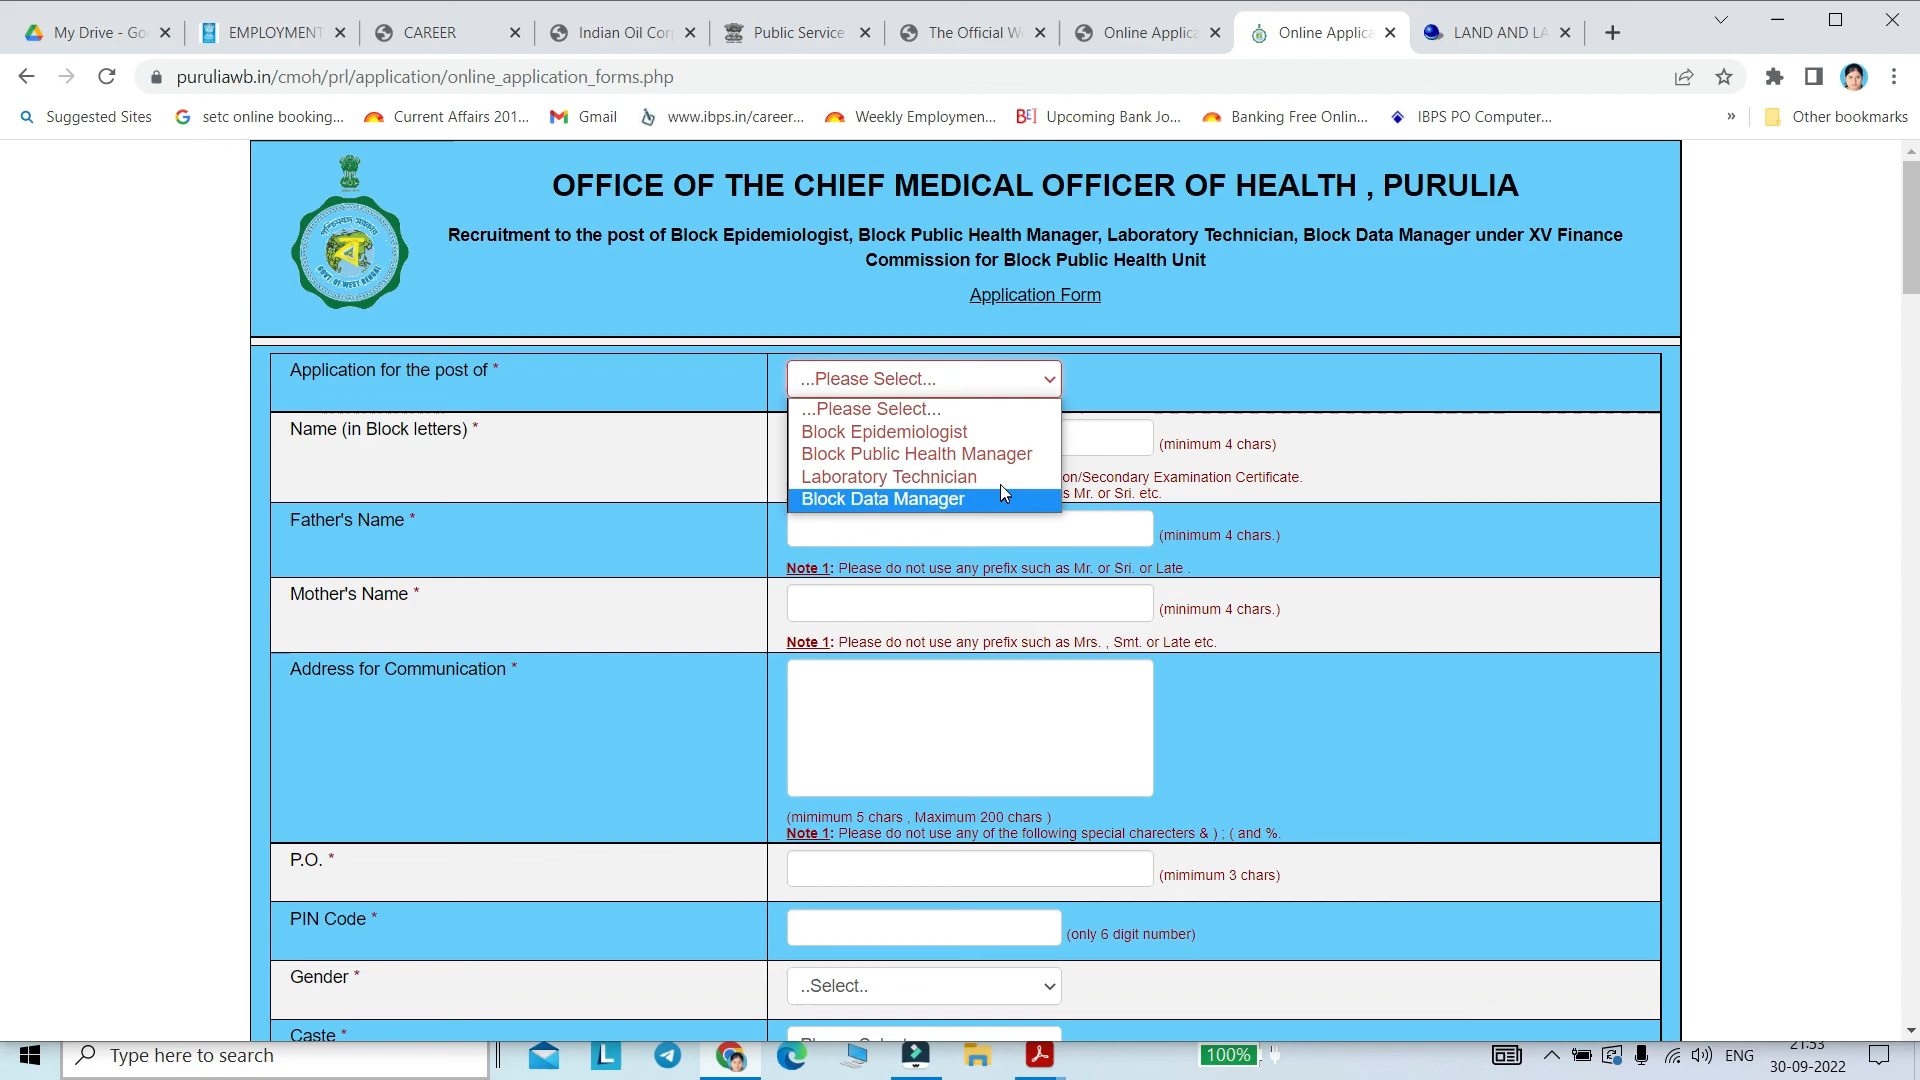 My Drive - Go
EMPLOYMENT
CAREER
Indian Oil Cor
Public Service
The Official W
Online Applica
Online Applica
LAND AND LA
puruliawb.in/cmoh/prl/application/online_application_forms.php
Suggested Sites
setc online booking...
Current Affairs 201...
Gmail
www.ibps.in/career...
Weekly Employmen...
Upcoming Bank Jo...
Banking Free Onlin...
IBPS PO Computer...
»
Other bookmarks
OFFICE OF THE CHIEF MEDICAL OFFICER OF HEALTH , PURULIA
Recruitment to the post of Block Epidemiologist, Block Public Health Manager, Laboratory Technician, Block Data Manager under XV Finance
Commission for Block Public Health Unit
Application Form
GOVT. OF WEST BENGAL
Application for the post of *
...Please Select...
...Please Select...
Block Epidemiologist
Block Public Health Manager
Laboratory Technician
Block Data Manager
Name (in Block letters) *
(minimum 4 chars)
on/Secondary Examination Certificate.
s Mr. or Sri. etc.
Father's Name *
(minimum 4 chars.)
Note 1: Please do not use any prefix such as Mr. or Sri. or Late .
Mother's Name *
(minimum 4 chars.)
Note 1: Please do not use any prefix such as Mrs. , Smt. or Late etc.
Address for Communication *
(mimimum 5 chars , Maximum 200 chars )
Note 1: Please do not use any of the following special charecters & ) ; ( and %.
P.O. *
(mimimum 3 chars)
PIN Code *
(only 6 digit number)
Gender *
..Select..
Caste *
Type here to search
100%
ENG
21:53
30-09-2022